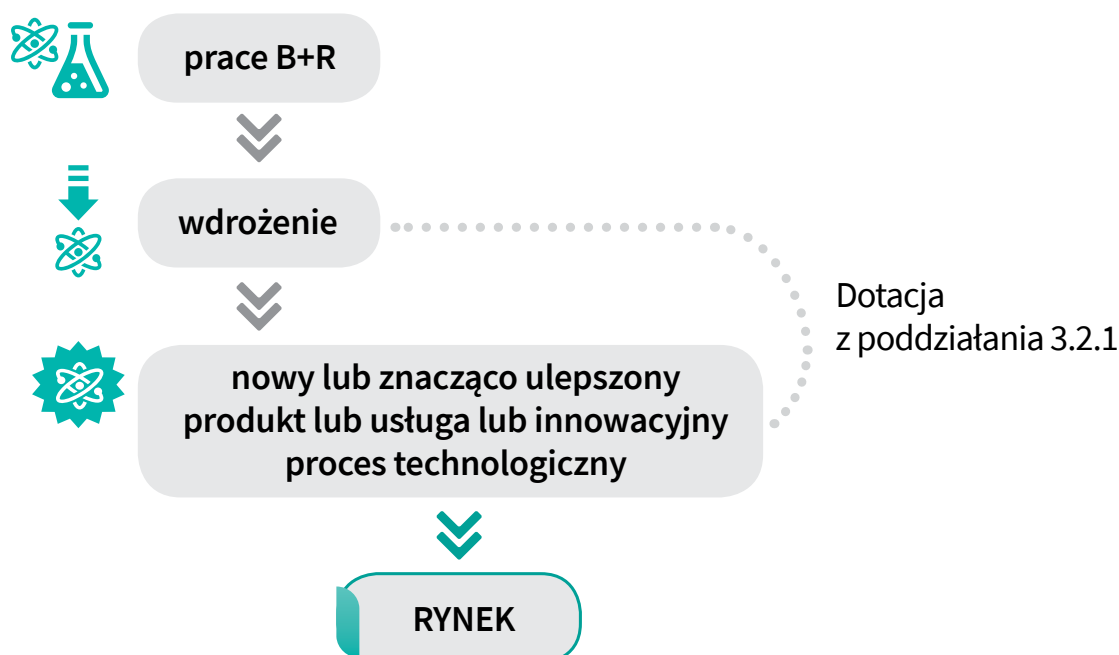 prace B+R
wdrożenie
Dotacja
z poddziałania 3.2.1
nowy lub znacząco ulepszony
produkt lub usługa lub innowacyjny
proces technologiczny
RYNEK